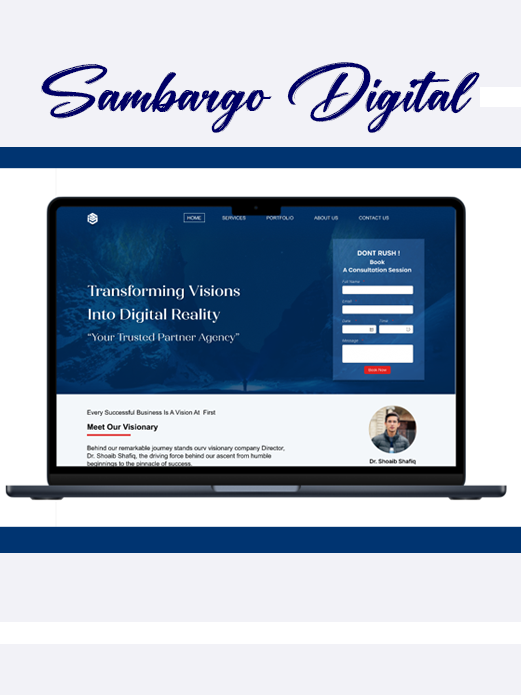 Sambargo Digital
HOME SERVICES PORTFOLIO ABOUT US CONTACT US
DONT RUSH !
Book
A Consultation Session
Full Name
Email
Date Time
Message
Book Now
Transforming Visions
Into Digital Reality
“Your Trusted Partner Agency”
Every Successful Business Is A Vision At First
Meet Our Visionary
Behind our remarkable journey stands ourv visionary company Director,
Dr. Shoaib Shafiq, the driving force behind our ascent from humble
beginnings to the pinnacle of success.
Dr. Shoaib Shafiq